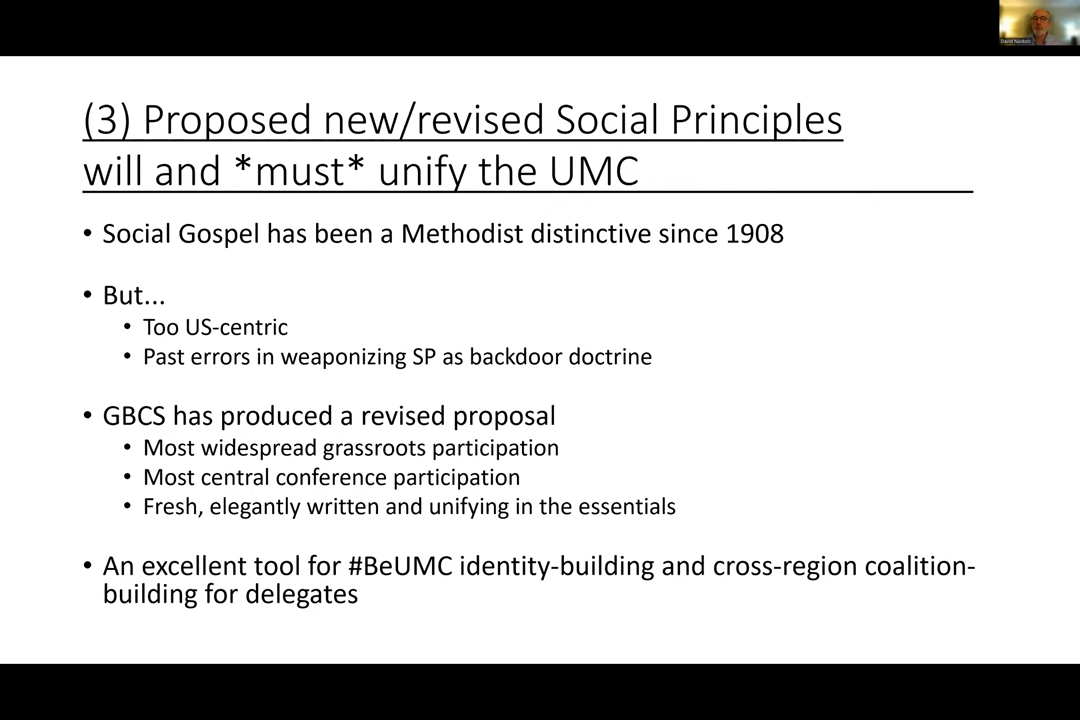 David Nuckols
(3) Proposed new/revised Social Principles
will and *must* unify the UMC
• Social Gospel has been a Methodist distinctive since 1908
• But...
• Too US-centric
• Past errors in weaponizing SP as backdoor doctrine
• GBCS has produced a revised proposal
• Most widespread grassroots participation
• Most central conference participation
• Fresh, elegantly written and unifying in the essentials
• An excellent tool for #BeUMC identity-building and cross-region coalition-
building for delegates